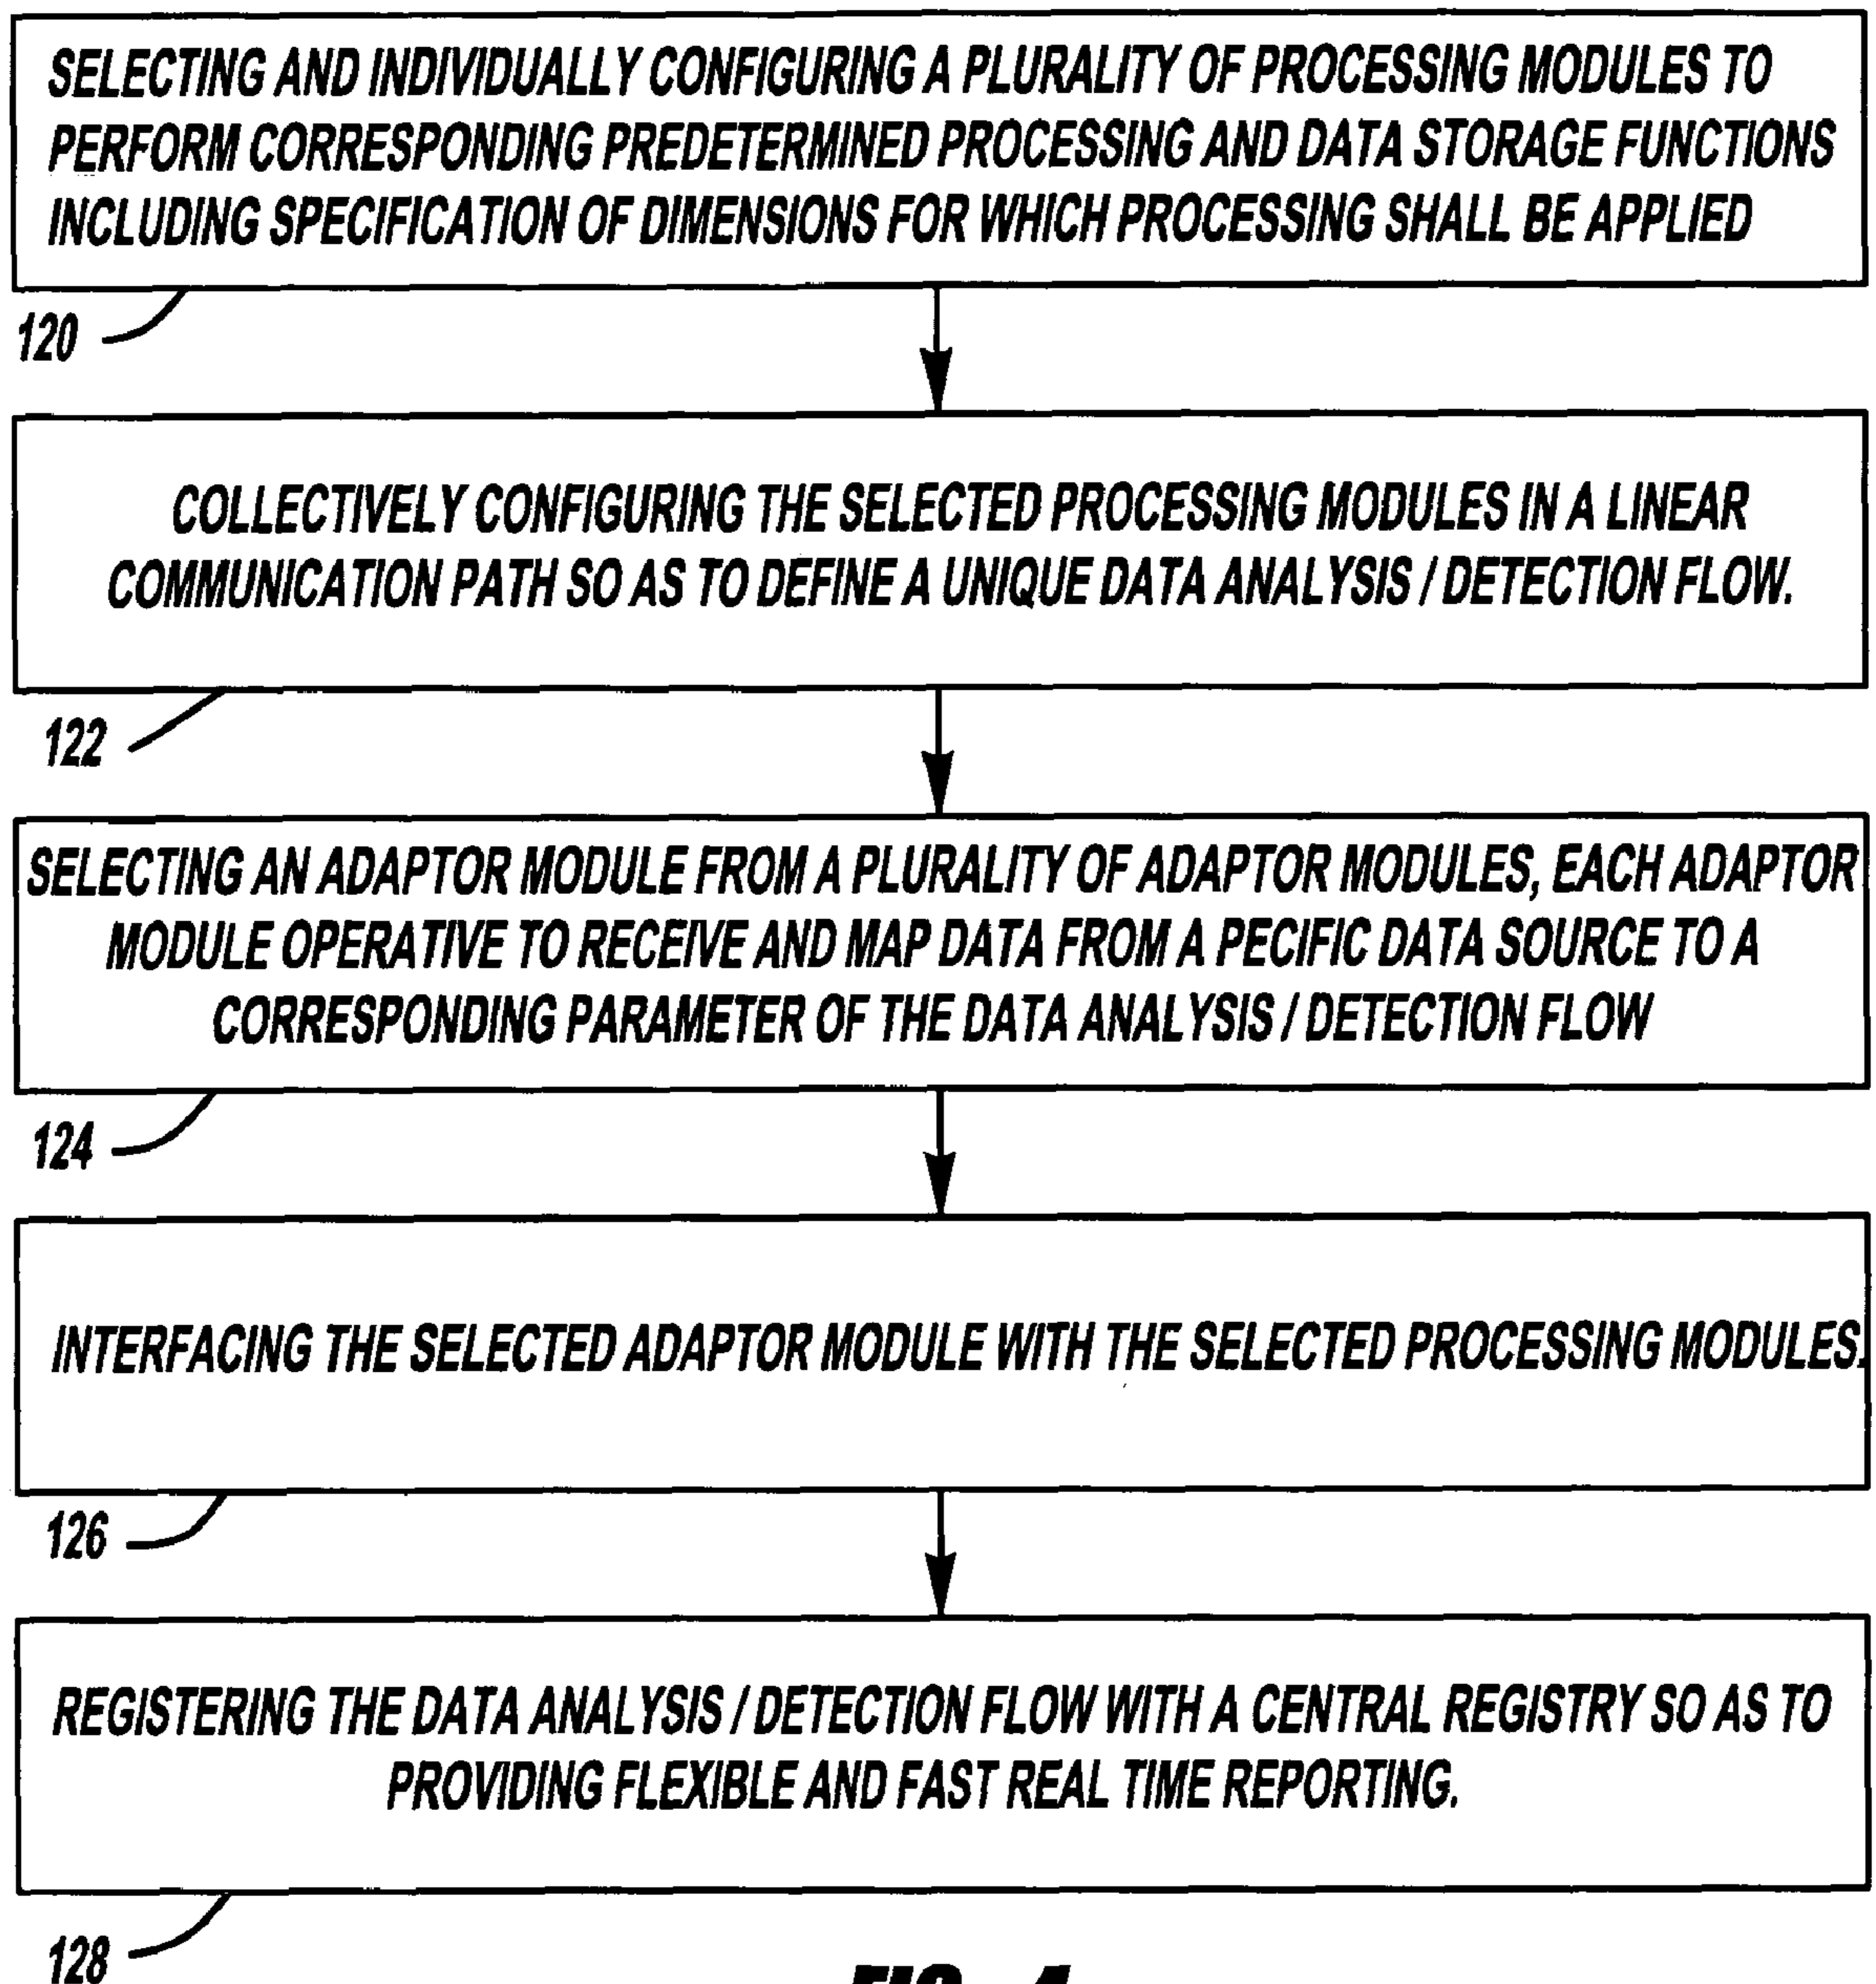 SELECTING AND INDIVIDUALLY CONFIGURING A PLURALITY OF PROCESSING MODULES TO
PERFORM CORRESPONDING PREDETERMINED PROCESSING AND DATA STORAGE FUNCTIONS
INCLUDING SPECIFICATION OF DIMENSIONS FOR WHICH PROCESSING SHALL BE APPLIED
120
COLLECTIVELY CONFIGURING THE SELECTED PROCESSING MODULES IN A LINEAR
COMMUNICATION PATH SO AS TO DEFINE A UNIQUE DATA ANALYSIS / DETECTION FLOW.
122
SELECTING AN ADAPTOR MODULE FROM A PLURALITY OF ADAPTOR MODULES, EACH ADAPTOR
MODULE OPERATIVE TO RECEIVE AND MAP DATA FROM A PECIFIC DATA SOURCE TO A
CORRESPONDING PARAMETER OF THE DATA ANALYSIS / DETECTION FLOW
124
INTERFACING THE SELECTED ADAPTOR MODULE WITH THE SELECTED PROCESSING MODULES.
126
REGISTERING THE DATA ANALYSIS / DETECTION FLOW WITH A CENTRAL REGISTRY SO AS TO
PROVIDING FLEXIBLE AND FAST REAL TIME REPORTING.
128